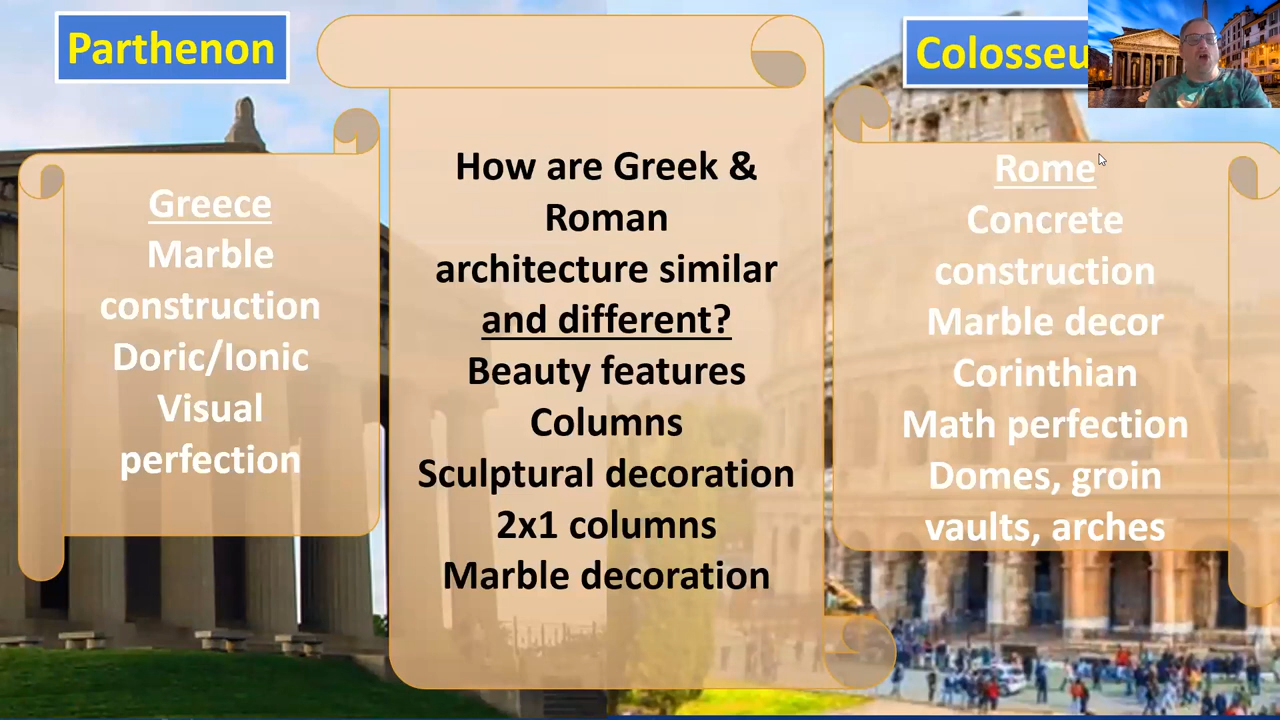 Parthenon
Colosseu
Greece
Marble
construction
Doric/Ionic
Visual
perfection
How are Greek &
Roman
architecture similar
and different?
Beauty features
Columns
Sculptural decoration
2x1 columns
Marble decoration
Rome
Concrete
construction
Marble decor
Corinthian
Math perfection
Domes, groin
vaults, arches